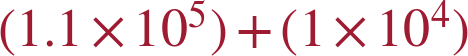 (1.1 × 10⁵) + (1 × 10⁴)